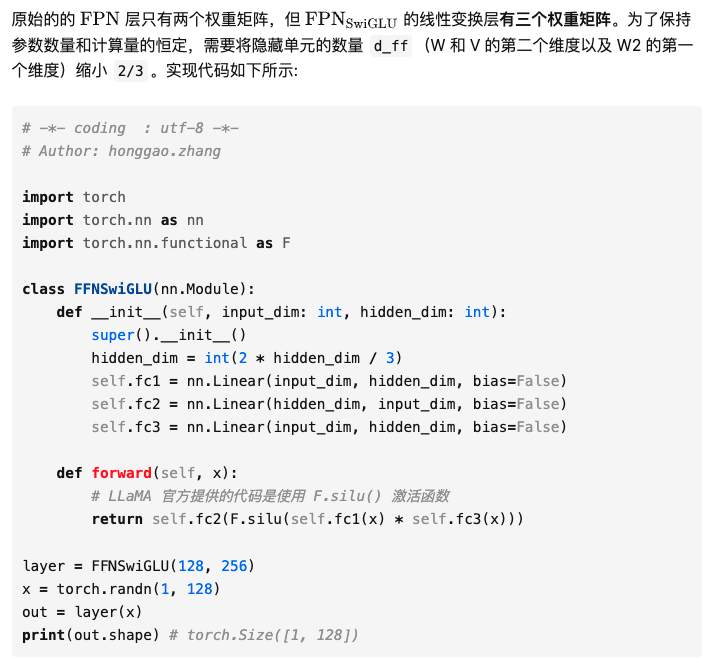 原始的的 FPN 层只有两个权重矩阵，但 FPN_SwiGLU 的线性变换层有三个权重矩阵。为了保持
参数数量和计算量的恒定，需要将隐藏单元的数量 d_ff （W 和 V 的第二个维度以及 W2 的第一
个维度）缩小 2/3 。实现代码如下所示:
# -*- coding  : utf-8 -*-
# Author: honggao.zhang
import torch
import torch.nn as nn
import torch.nn.functional as F
class FFNSwiGLU(nn.Module):
    def __init__(self, input_dim: int, hidden_dim: int):
        super().__init__()
        hidden_dim = int(2 * hidden_dim / 3)
        self.fc1 = nn.Linear(input_dim, hidden_dim, bias=False)
        self.fc2 = nn.Linear(hidden_dim, input_dim, bias=False)
        self.fc3 = nn.Linear(input_dim, hidden_dim, bias=False)
    def forward(self, x):
        # LLaMA 官方提供的代码是使用 F.silu() 激活函数
        return self.fc2(F.silu(self.fc1(x) * self.fc3(x)))
layer = FFNSwiGLU(128, 256)
x = torch.randn(1, 128)
out = layer(x)
print(out.shape) # torch.Size([1, 128])